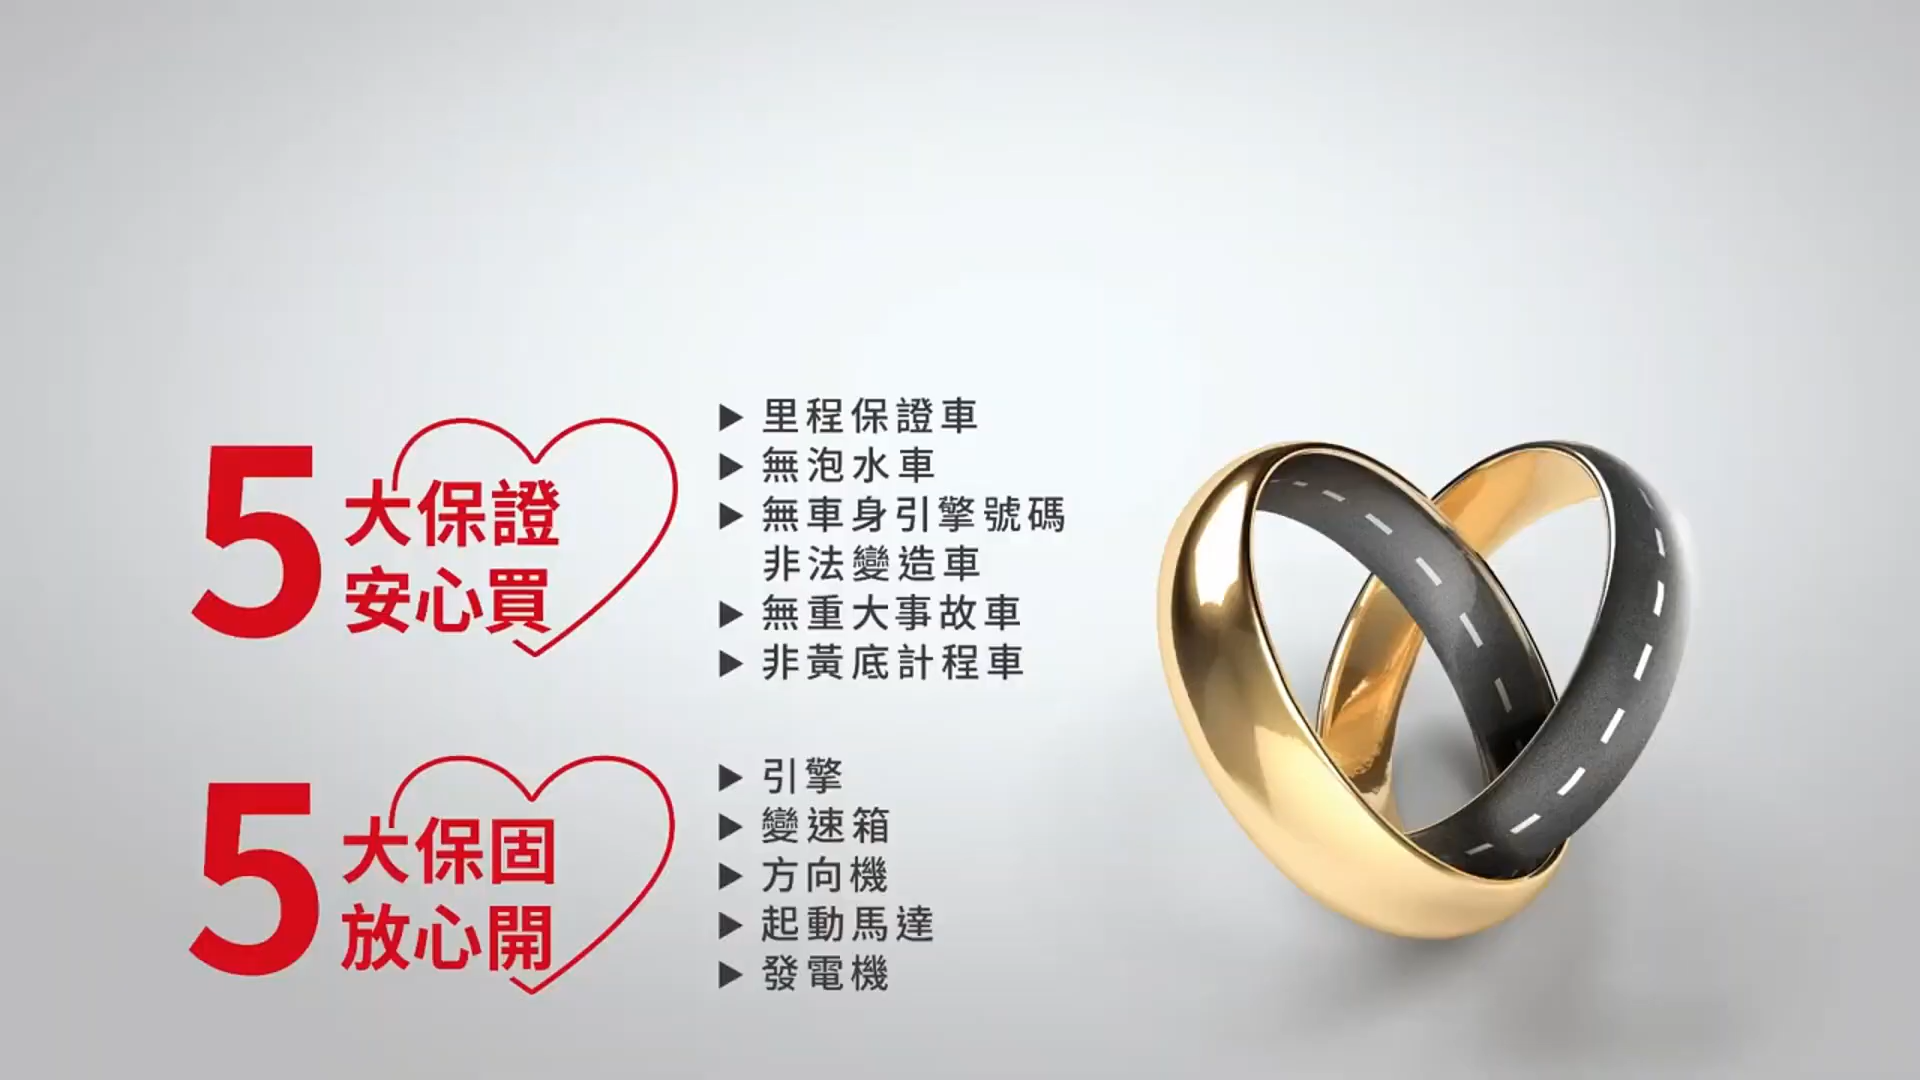 5大保證
安心買
▶ 里程保證車
▶ 無泡水車
▶ 無車身引擎號碼
非法變造車
▶ 無重大事故車
▶ 非黃底計程車
5大保固
放心開
▶ 引擎
▶ 變速箱
▶ 方向機
▶ 起動馬達
▶ 發電機